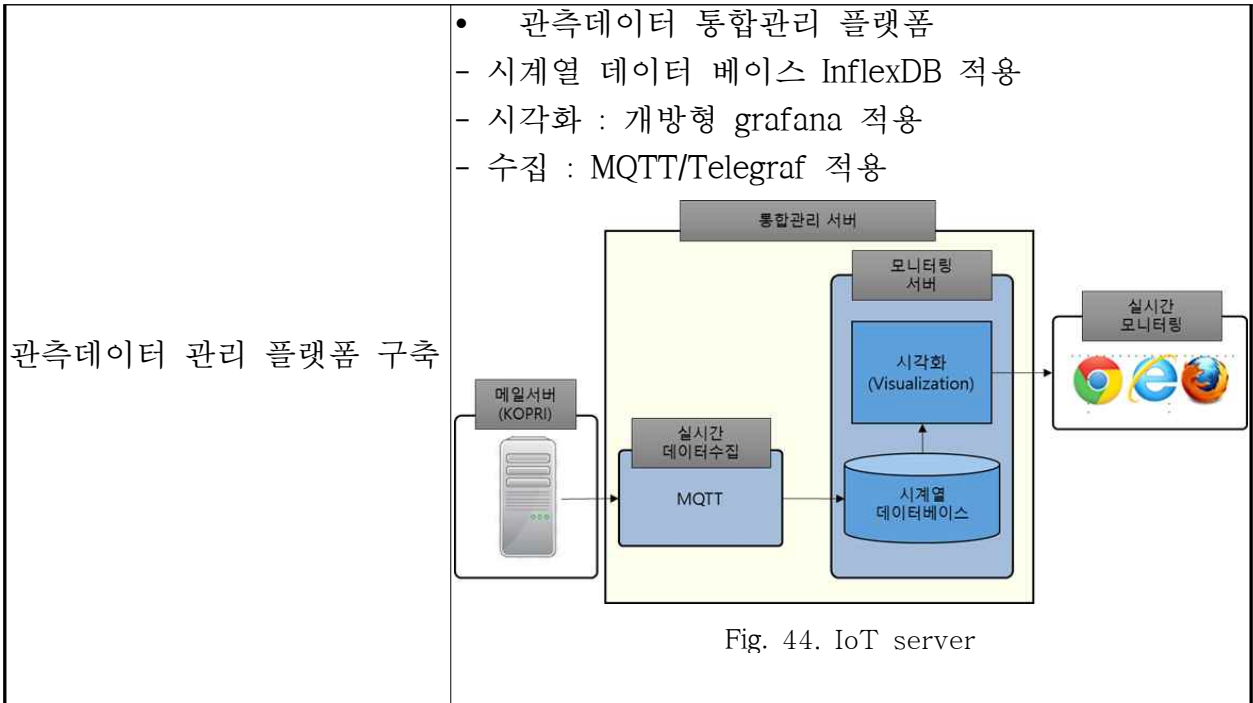 관측데이터 관리 플랫폼 구축
• 관측데이터 통합관리 플랫폼
- 시계열 데이터 베이스 InflexDB 적용
- 시각화 : 개방형 grafana 적용
- 수집 : MQTT/Telegraf 적용
통합관리 서버
모니터링
서버
실시간
모니터링
시각화
(Visualization)
메일서버
(KOPRI)
실시간
데이터수집
MQTT
시계열
데이터베이스
Fig. 44. IoT server